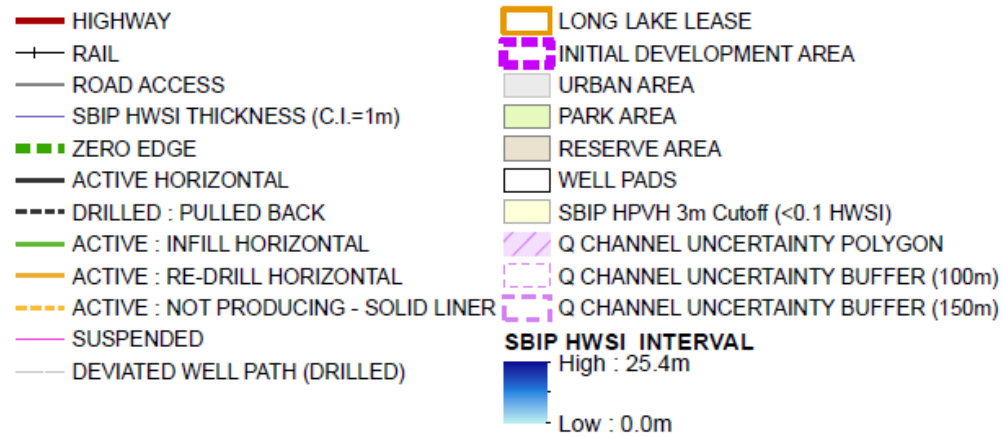 HIGHWAY
RAIL
ROAD ACCESS
SBIP HWSI THICKNESS (C.I.=1m)
ZERO EDGE
ACTIVE HORIZONTAL
DRILLED : PULLED BACK
ACTIVE : INFILL HORIZONTAL
ACTIVE : RE-DRILL HORIZONTAL
ACTIVE : NOT PRODUCING - SOLID LINER
SUSPENDED
DEVIATED WELL PATH (DRILLED)
LONG LAKE LEASE
INITIAL DEVELOPMENT AREA
URBAN AREA
PARK AREA
RESERVE AREA
WELL PADS
SBIP HPVH 3m Cutoff (<0.1 HWSI)
Q CHANNEL UNCERTAINTY POLYGON
Q CHANNEL UNCERTAINTY BUFFER (100m)
Q CHANNEL UNCERTAINTY BUFFER (150m)
SBIP HWSI INTERVAL
High : 25.4m
Low : 0.0m